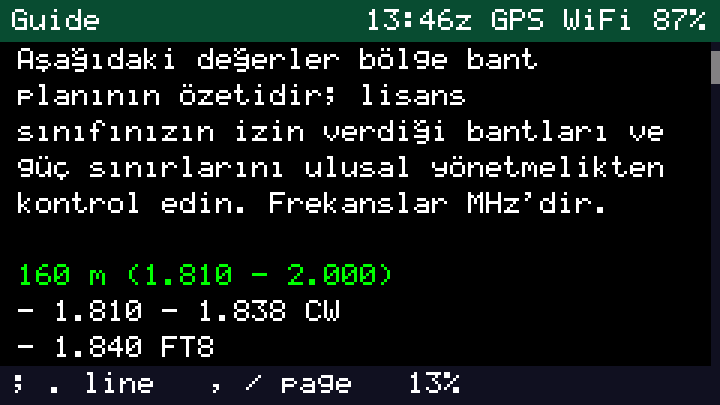 Guide 13:46z GPS WiFi 87%
Aşağıdaki değerler bölge bant
planının özetidir; lisans
sınıfınızın izin verdiği bantları ve
güç sınırlarını ulusal yönetmelikten
kontrol edin. Frekanslar MHz'dir.
160 m (1.810 - 2.000)
- 1.810 - 1.838 CW
- 1.840 FT8
; . line , / page 13%